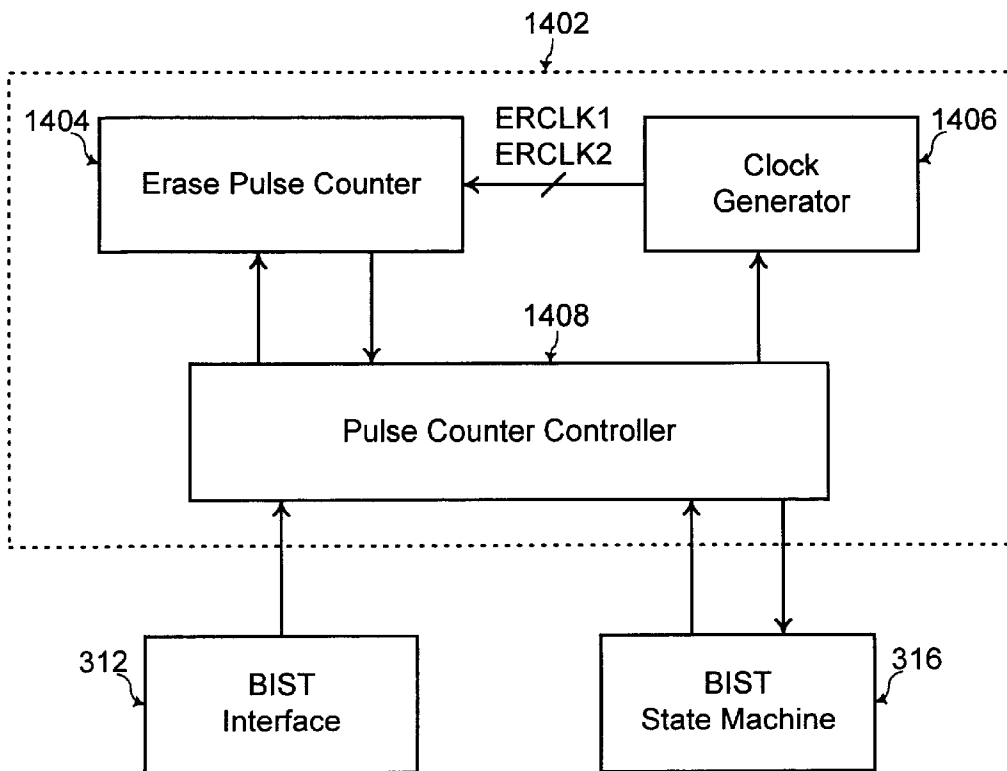 1402
1404
ERCLK1
ERCLK2
1406
Erase Pulse Counter
Clock
Generator
1408
Pulse Counter Controller
312
BIST
Interface
BIST
State Machine
316